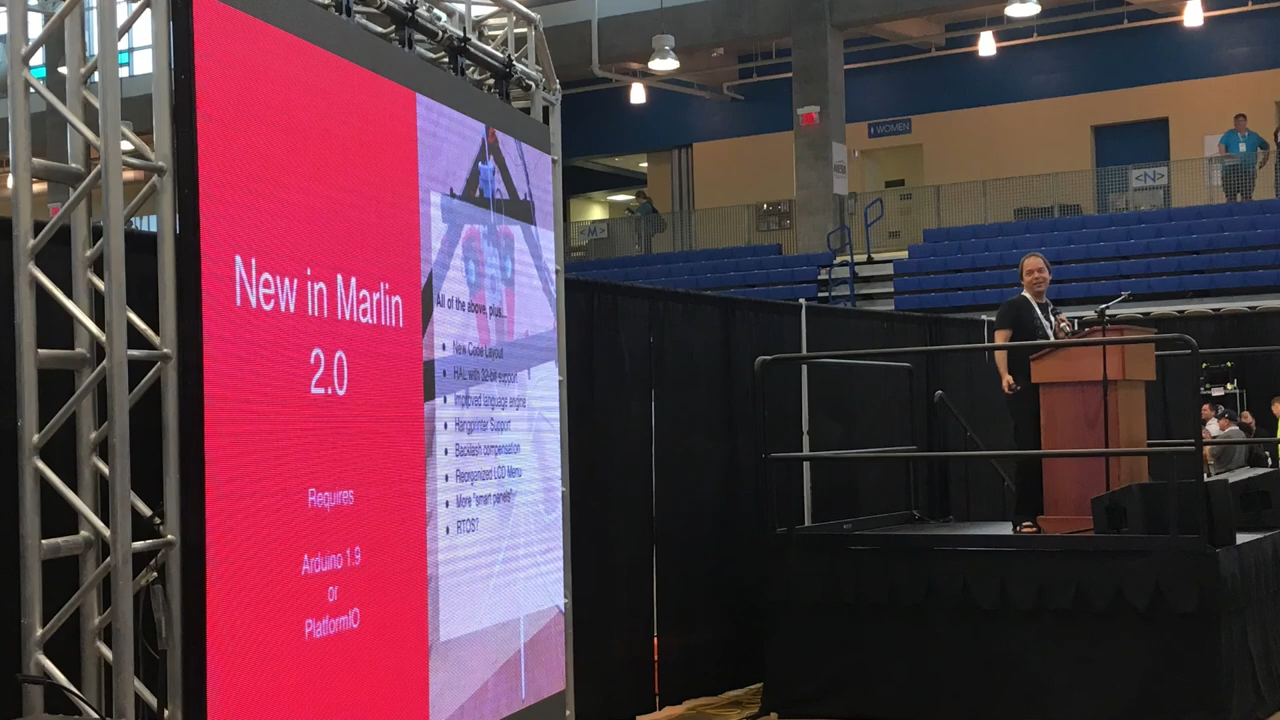 New in Marlin
2.0
Requires
Arduino 1.9
or
PlatformIO
All of the above, plus...
New Code Layout
HAL with 32-bit support
Improved language engine
Hangprinter Support
Backlash compensation
Reorganized LCD Menu
More "smart panels"
RTOS?
WOMEN
<M>
<N>